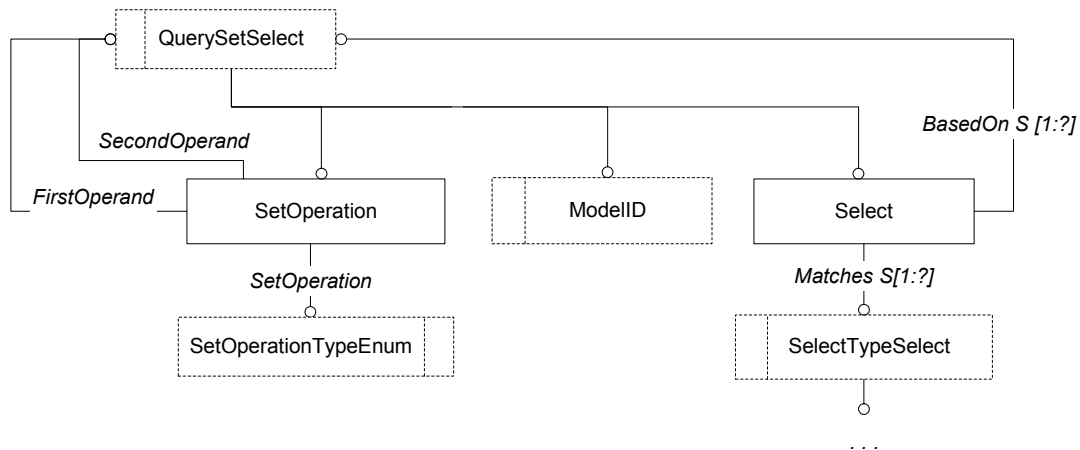 QuerySetSelect
BasedOn S [1:?]
SecondOperand
FirstOperand
SetOperation
ModelID
Select
SetOperation
Matches S[1:?]
SetOperationTypeEnum
SelectTypeSelect
. . .